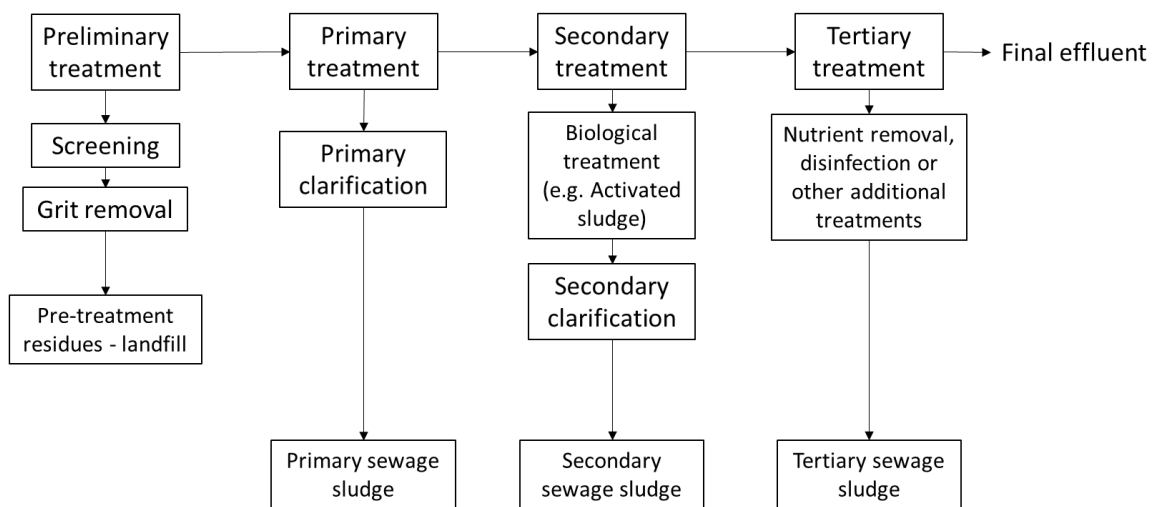 Preliminary
treatment
Primary
treatment
Secondary
treatment
Tertiary
treatment
Final effluent
Screening
Grit removal
Pre-treatment
residues - landfill
Primary
clarification
Primary sewage
sludge
Biological
treatment
(e.g. Activated
sludge)
Secondary
clarification
Secondary
sewage sludge
Nutrient removal,
disinfection or
other additional
treatments
Tertiary sewage
sludge